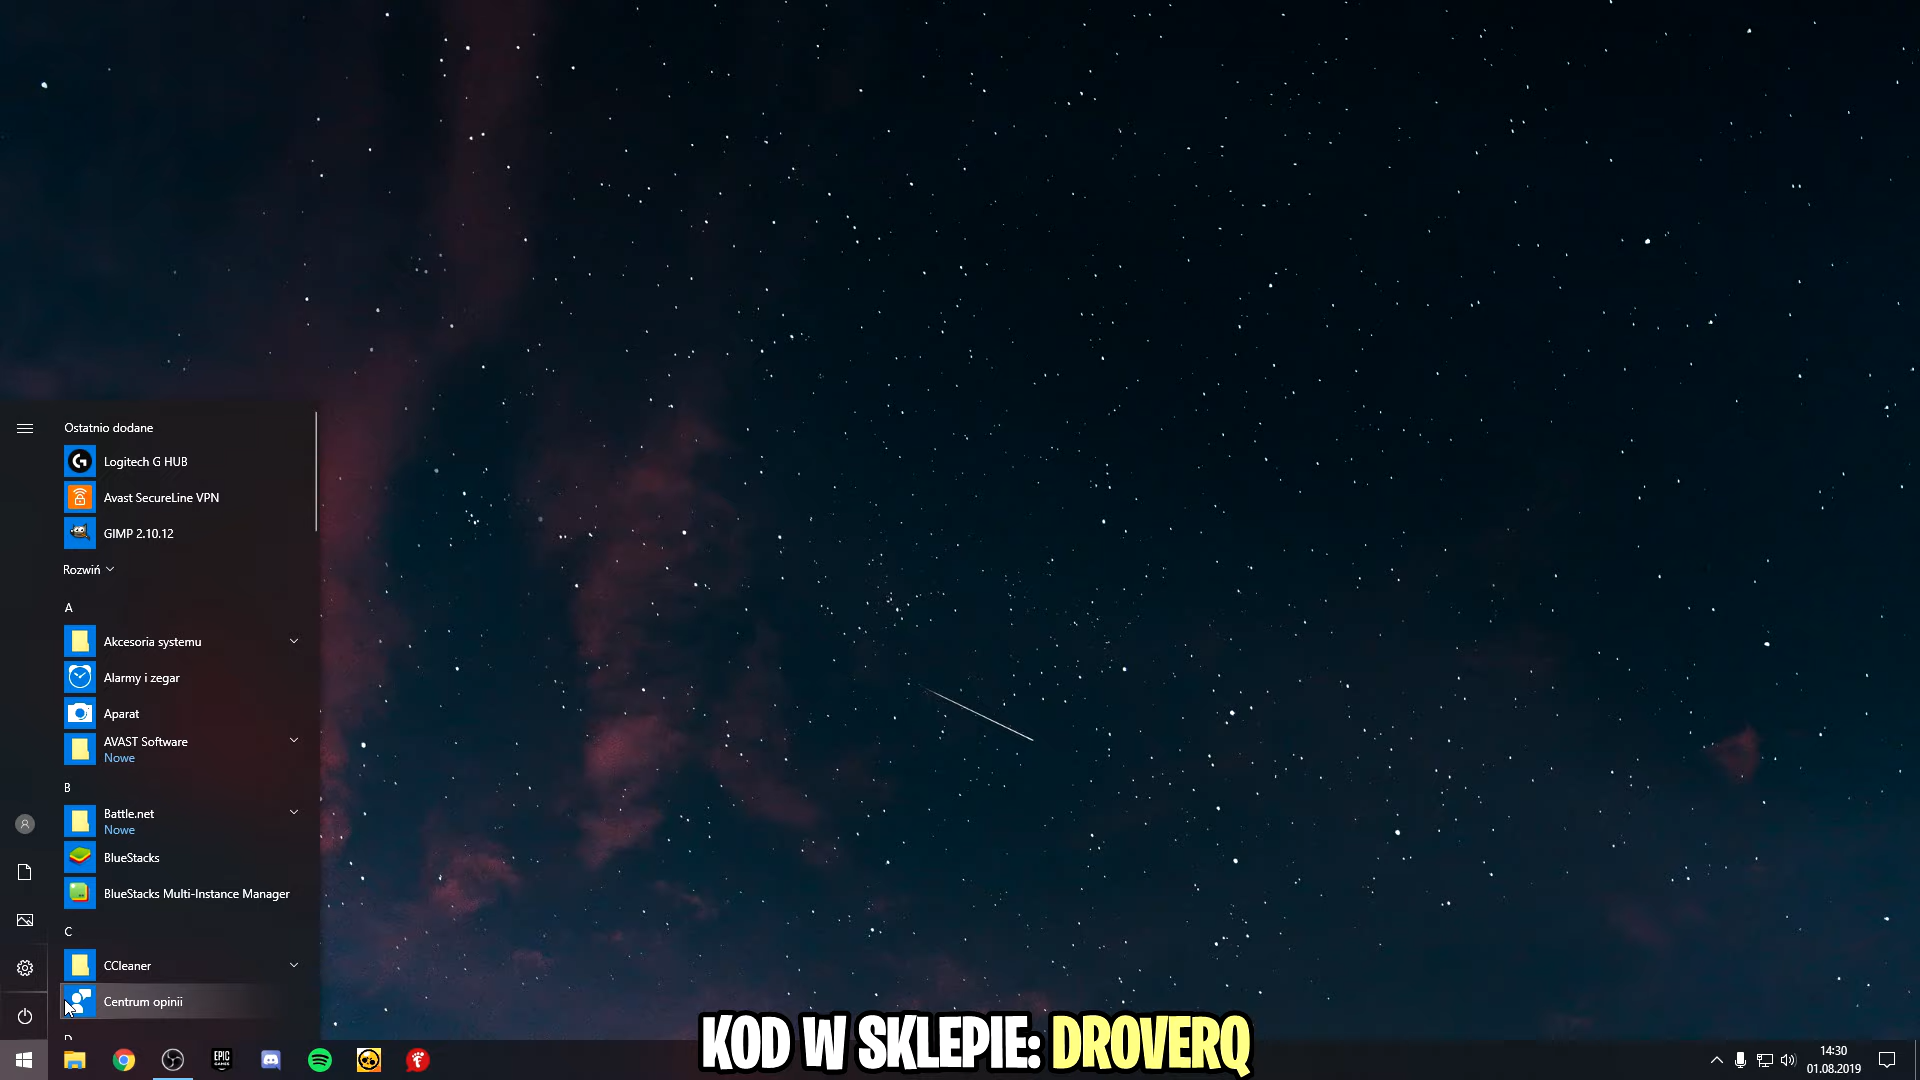 Ostatnio dodane
Logitech G HUB
Avast SecureLine VPN
GIMP 2.10.12
Rozwiń
A
Akcesoria systemu
Alarmy i zegar
Aparat
AVAST Software
Nowe
B
Battle.net
Nowe
BlueStacks
BlueStacks Multi-Instance Manager
C
CCleaner
Centrum opinii
EPIC
GAMES
KOD W SKLEPIE: DROVERQ
14:30
01.08.2019